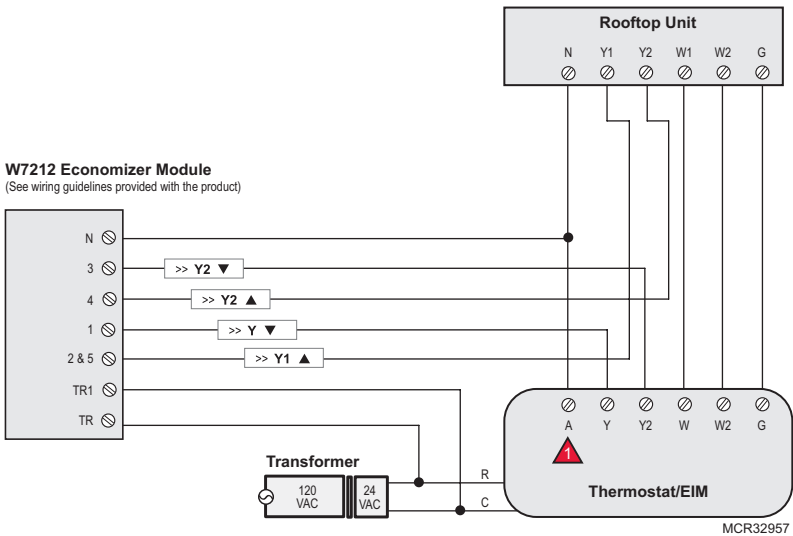 Rooftop Unit
N Y1 Y2 W1 W2 G
W7212 Economizer Module
(See wiring guidelines provided with the product)
N
3 >> Y2 ▼
4 >> Y2 ▲
1 >> Y ▼
2 & 5 >> Y1 ▲
TR1
TR
A Y Y2 W W2 G
1
Transformer
120 VAC
24 VAC
R
C
Thermostat/EIM
MCR32957